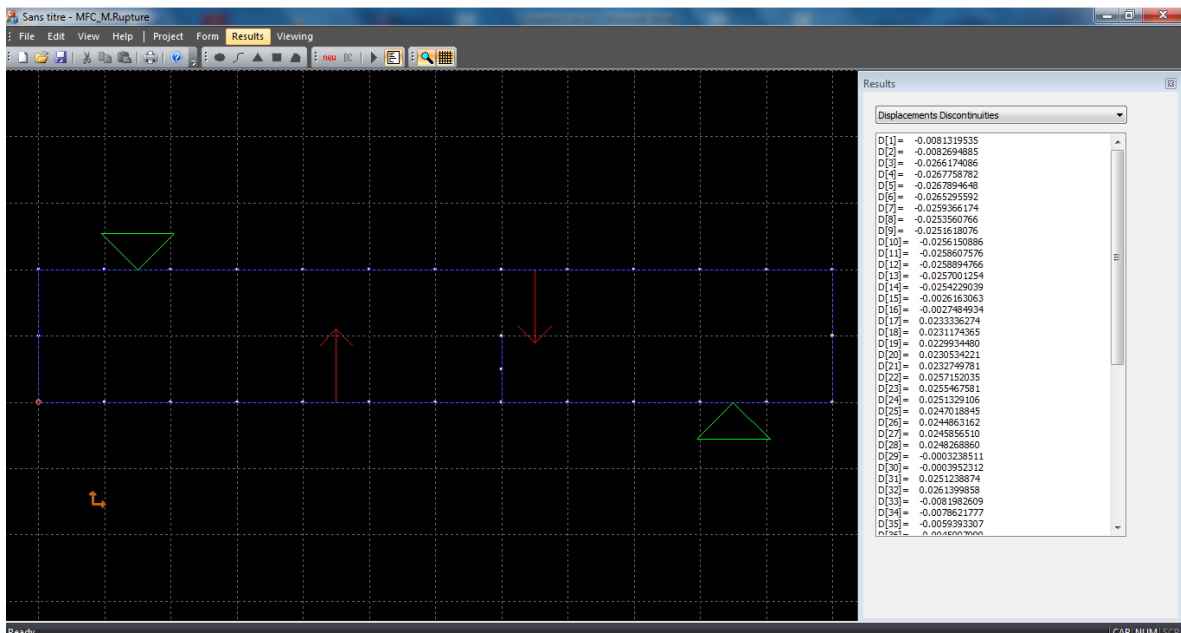 Sans titre - MFC_M.Rupture
File Edit View Help | Project Form Results Viewing
new BC
Results
Displacements Discontinuities
D[1]= -0.0081319535
D[2]= -0.0082694885
D[3]= -0.0266174086
D[4]= -0.0267758782
D[5]= -0.0267894648
D[6]= -0.0265295592
D[7]= -0.0259366174
D[8]= -0.0253560766
D[9]= -0.0251618076
D[10]= -0.0256150886
D[11]= -0.0258607576
D[12]= -0.0258894766
D[13]= -0.0257001254
D[14]= -0.0254229039
D[15]= -0.0026163063
D[16]= -0.0027484934
D[17]= 0.0233336274
D[18]= 0.0231174365
D[19]= 0.0229934480
D[20]= 0.0230534221
D[21]= 0.0232749781
D[22]= 0.0257152035
D[23]= 0.0255467581
D[24]= 0.0251329106
D[25]= 0.0247018845
D[26]= 0.0244863162
D[27]= 0.0245856510
D[28]= 0.0248268860
D[29]= -0.0003238511
D[30]= -0.0003952312
D[31]= 0.0251238874
D[32]= 0.0261399858
D[33]= -0.0081982609
D[34]= -0.0078621777
D[35]= -0.0059393307
Ready
CAP NUM SCR